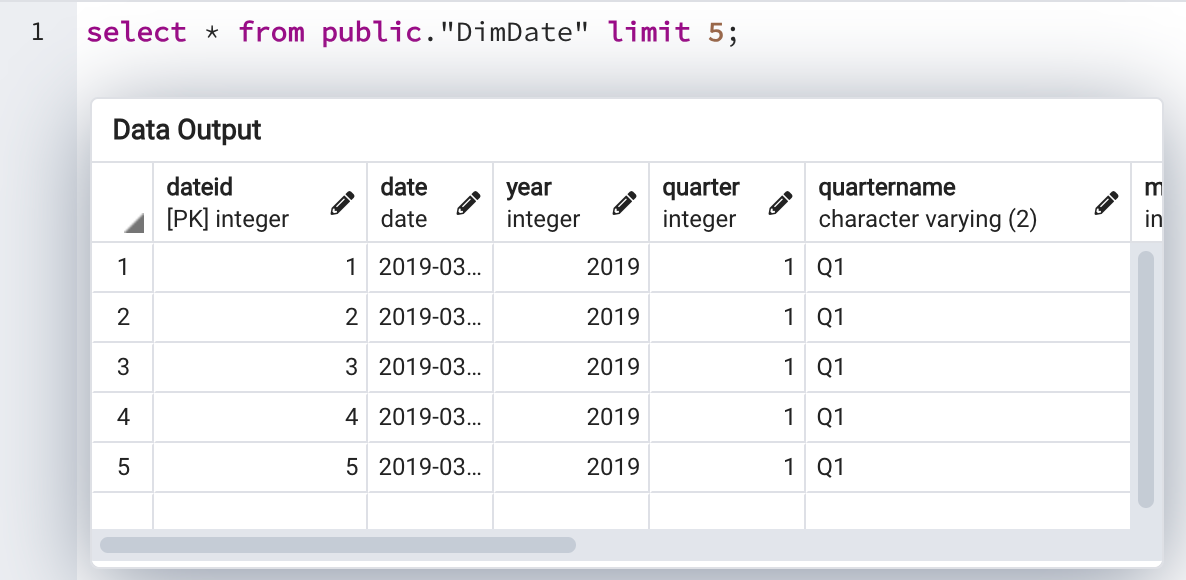 1 select * from public."DimDate" limit 5;
Data Output
dateid date year quarter quartername m
[PK] integer date integer integer character varying (2) in
1 1 2019-03... 2019 1 Q1
2 2 2019-03... 2019 1 Q1
3 3 2019-03... 2019 1 Q1
4 4 2019-03... 2019 1 Q1
5 5 2019-03... 2019 1 Q1